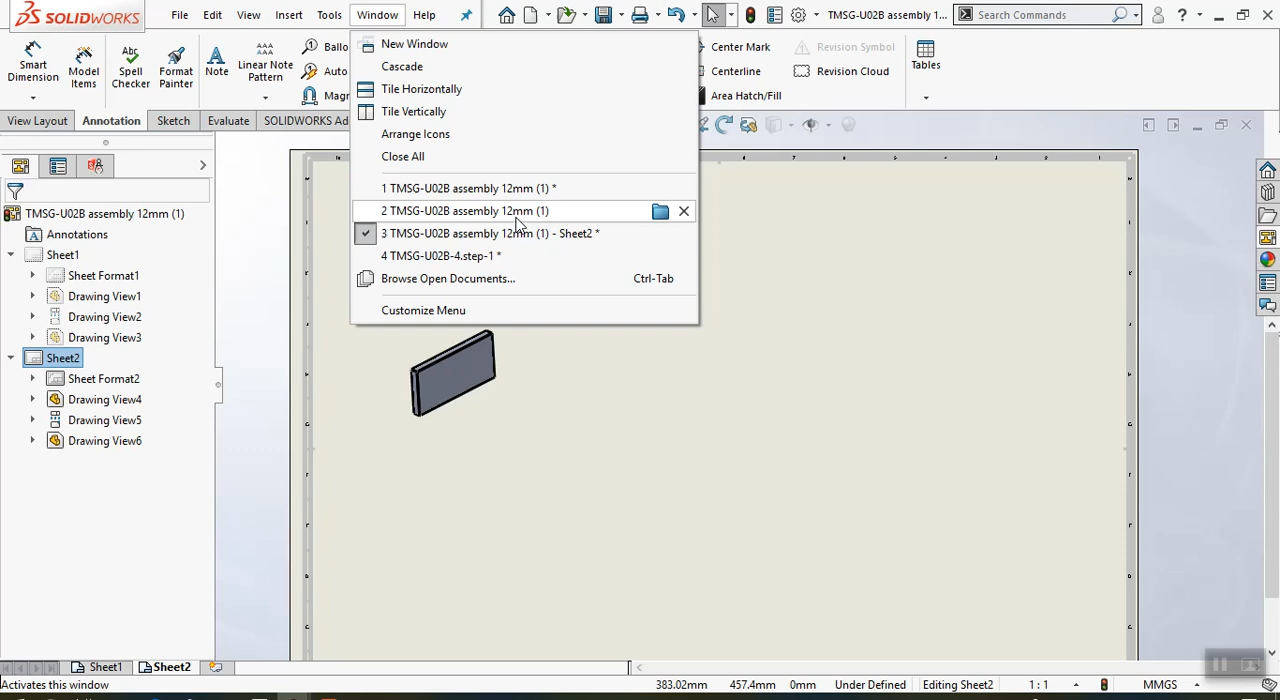 SOLIDWORKS
File Edit View Insert Tools Window Help
TMSG-U02B assembly 12mm (1...
Search Commands
Smart Dimension
Model Items
Spell Checker
Format Painter
Note
Linear Note Pattern
Ballo
Auto
Magn
Center Mark
Centerline
Area Hatch/Fill
Revision Symbol
Revision Cloud
Tables
View Layout Annotation Sketch Evaluate SOLIDWORKS Ad
New Window
Cascade
Tile Horizontally
Tile Vertically
Arrange Icons
Close All
1 TMSG-U02B assembly 12mm (1) *
2 TMSG-U02B assembly 12mm (1)
3 TMSG-U02B assembly 12mm (1) - Sheet2 *
4 TMSG-U02B-4.step-1 *
Browse Open Documents... Ctrl-Tab
Customize Menu
TMSG-U02B assembly 12mm (1)
Annotations
Sheet1
Sheet Format1
Drawing View1
Drawing View2
Drawing View3
Sheet2
Sheet Format2
Drawing View4
Drawing View5
Drawing View6
Sheet1 Sheet2
Activates this window 383.02mm 457.4mm 0mm Under Defined Editing Sheet2 1 : 1 MMGS